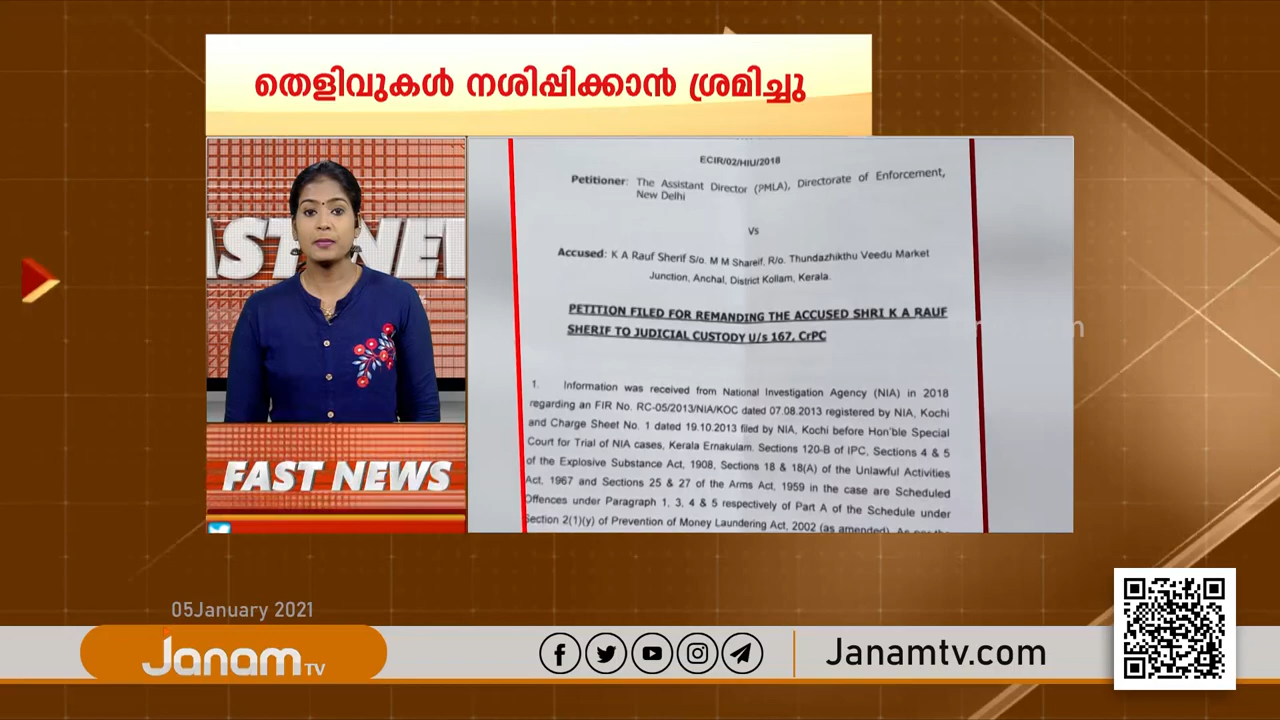 തെളിവുകൾ നശിപ്പിക്കാൻ ശ്രമിച്ചു
FAST NEWS
ECIR/02/HIU/2018
Petitioner: The Assistant Director (PMLA), Directorate of Enforcement,
New Delhi
Vs
Accused: K A Rauf Sherif S/o. M M Shareif, R/o. Thundazhikthu Veedu Market
Junction, Anchal, District Kollam, Kerala.
PETITION FILED FOR REMANDING THE ACCUSED SHRI K A RAUF
SHERIF TO JUDICIAL CUSTODY U/s 167, CrPC
1. Information was received from National Investigation Agency (NIA) in 2018
regarding an FIR No. RC-05/2013/NIA/KOC dated 07.08.2013 registered by NIA, Kochi
and Charge Sheet No. 1 dated 19.10.2013 filed by NIA, Kochi before Hon'ble Special
Court for Trial of NIA cases, Kerala Ernakulam. Sections 120-B of IPC, Sections 4 & 5
of the Explosive Substance Act, 1908, Sections 18 & 18(A) of the Unlawful Activities
Act, 1967 and Sections 25 & 27 of the Arms Act, 1959 in the case are Scheduled
Offences under Paragraph 1, 3, 4 & 5 respectively of Part A of the Schedule under
Section 2(1)(y) of Prevention of Money Laundering Act, 2002 (as amended). As per the
05January 2021
Janam TV
Janamtv.com